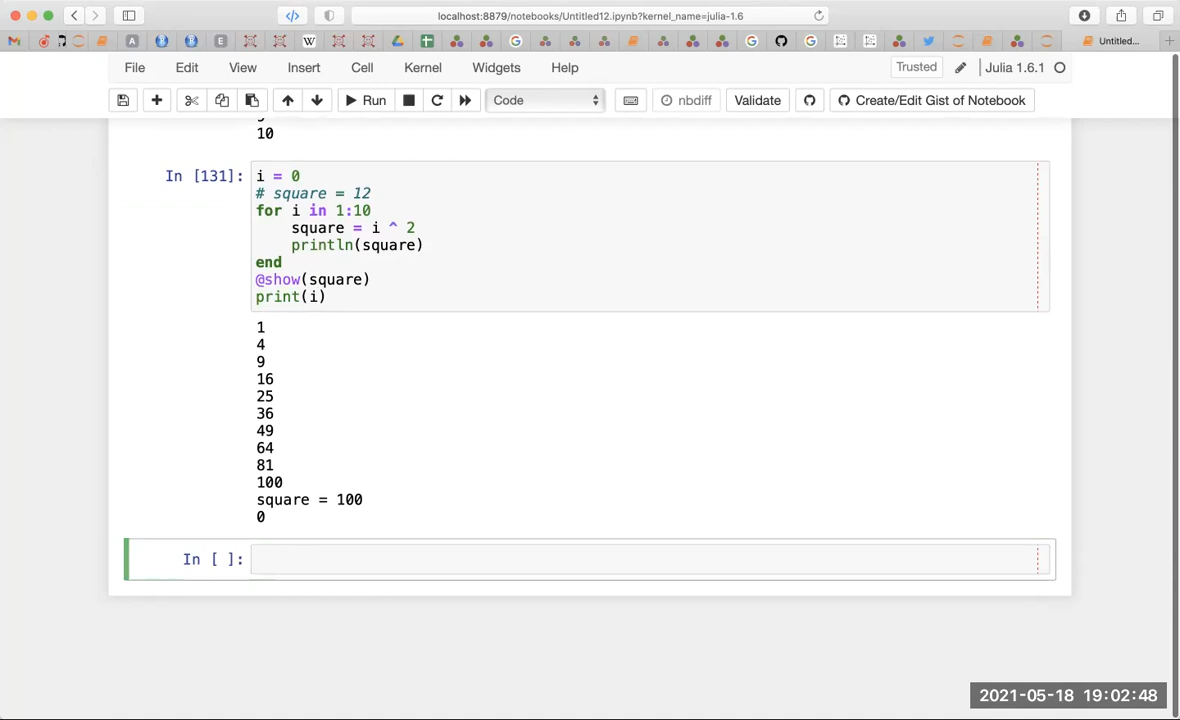 localhost:8879/notebooks/Untitled12.ipynb?kernel_name=julia-1.6
Untitled...
File Edit View Insert Cell Kernel Widgets Help Trusted Julia 1.6.1
Run Code nbdiff Validate Create/Edit Gist of Notebook
10
In [131]: i = 0
# square = 12
for i in 1:10
    square = i ^ 2
    println(square)
end
@show(square)
print(i)
1
4
9
16
25
36
49
64
81
100
square = 100
0
In [ ]:
2021-05-18 19:02:48